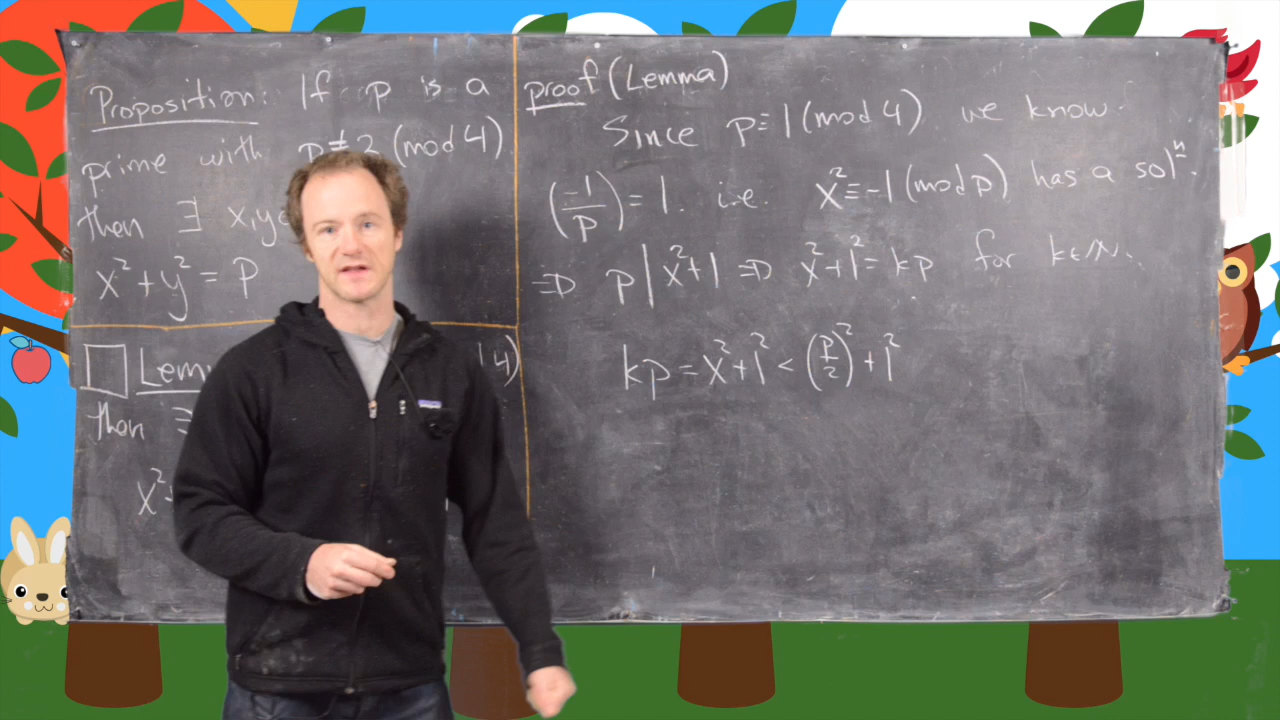 Proposition: If p is a
prime with p≢3 (mod 4)
then ∃ x,y
x²+y² = p
□ Lem
4)
then ∃
x²
proof (Lemma)
Since p≡1(mod 4) we know
(-1/p) = 1. i.e. x²≡-1(mod p) has a solⁿ.
⇒ p | x²+1 ⇒ x²+1² = kp for k∈ℕ.
kp = x²+1² < (p/2)² + 1²